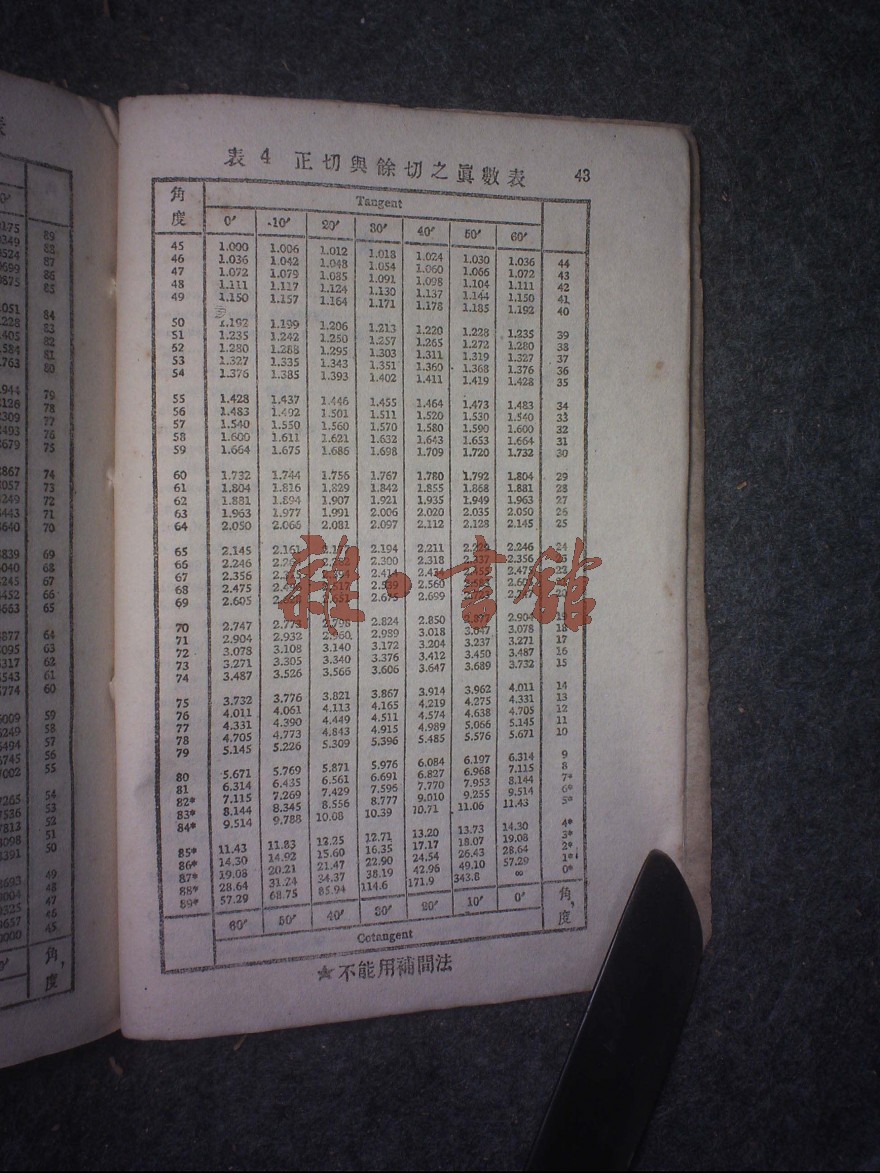 表 4 正切與餘切之眞數表 43
角度 Tangent
0′ 10′ 20′ 30′ 40′ 50′ 60′
45 1.000 1.006 1.012 1.018 1.024 1.030 1.036 44
46 1.036 1.042 1.048 1.054 1.060 1.066 1.072 43
47 1.072 1.079 1.085 1.091 1.098 1.104 1.111 42
48 1.111 1.117 1.124 1.130 1.137 1.144 1.150 41
49 1.150 1.157 1.164 1.171 1.178 1.185 1.192 40
50 1.192 1.199 1.206 1.213 1.220 1.228 1.235 39
51 1.235 1.242 1.250 1.257 1.265 1.272 1.280 38
52 1.280 1.288 1.295 1.303 1.311 1.319 1.327 37
53 1.327 1.335 1.343 1.351 1.360 1.368 1.376 36
54 1.376 1.385 1.393 1.402 1.411 1.419 1.428 35
55 1.428 1.437 1.446 1.455 1.464 1.473 1.483 34
56 1.483 1.492 1.501 1.511 1.520 1.530 1.540 33
57 1.540 1.550 1.560 1.570 1.580 1.590 1.600 32
58 1.600 1.611 1.621 1.632 1.643 1.653 1.664 31
59 1.664 1.675 1.686 1.698 1.709 1.720 1.732 30
60 1.732 1.744 1.756 1.767 1.780 1.792 1.804 29
61 1.804 1.816 1.829 1.842 1.855 1.868 1.881 28
62 1.881 1.894 1.907 1.921 1.935 1.949 1.963 27
63 1.963 1.977 1.991 2.006 2.020 2.035 2.050 26
64 2.050 2.066 2.081 2.097 2.112 2.128 2.145 25
65 2.145 2.161 2.194 2.211 2.246 24
66 2.246 2.300 2.318 2.337 2.356
67 2.356 2.414
68 2.475 2.517 2.539 2.560
69 2.605 2.651 2.675 2.699
70 2.747 2.773 2.798 2.824 2.850 2.877 2.904 19
71 2.904 2.932 2.960 2.989 3.018 3.047 3.078 18
72 3.078 3.108 3.140 3.172 3.204 3.237 3.271 17
73 3.271 3.305 3.340 3.376 3.412 3.450 3.487 16
74 3.487 3.526 3.566 3.606 3.647 3.689 3.732 15
75 3.732 3.776 3.821 3.867 3.914 3.962 4.011 14
76 4.011 4.061 4.113 4.165 4.219 4.275 4.331 13
77 4.331 4.390 4.449 4.511 4.574 4.638 4.705 12
78 4.705 4.773 4.843 4.915 4.989 5.066 5.145 11
79 5.145 5.226 5.309 5.396 5.485 5.576 5.671 10
80 5.671 5.769 5.871 5.976 6.084 6.197 6.314 9
81 6.314 6.435 6.561 6.691 6.827 6.968 7.115 8
82* 7.115 7.269 7.429 7.596 7.770 7.953 8.144 7*
83* 8.144 8.345 8.556 8.777 9.010 9.255 9.514 6*
84* 9.514 9.788 10.08 10.39 10.71 11.06 11.43 5*
85* 11.43 11.83 12.25 12.71 13.20 13.73 14.30 4*
86* 14.30 14.92 15.60 16.35 17.17 18.07 19.08 3*
87* 19.08 20.21 21.47 22.90 24.54 26.43 28.64 2*
88* 28.64 31.24 34.37 38.19 42.96 49.10 57.29 1*
89* 57.29 68.75 85.94 114.6 171.9 343.8 ∞ 0*
60′ 50′ 40′ 30′ 20′ 10′ 0′ 角,度
Cotangent
★不能用補間法
雜·言館